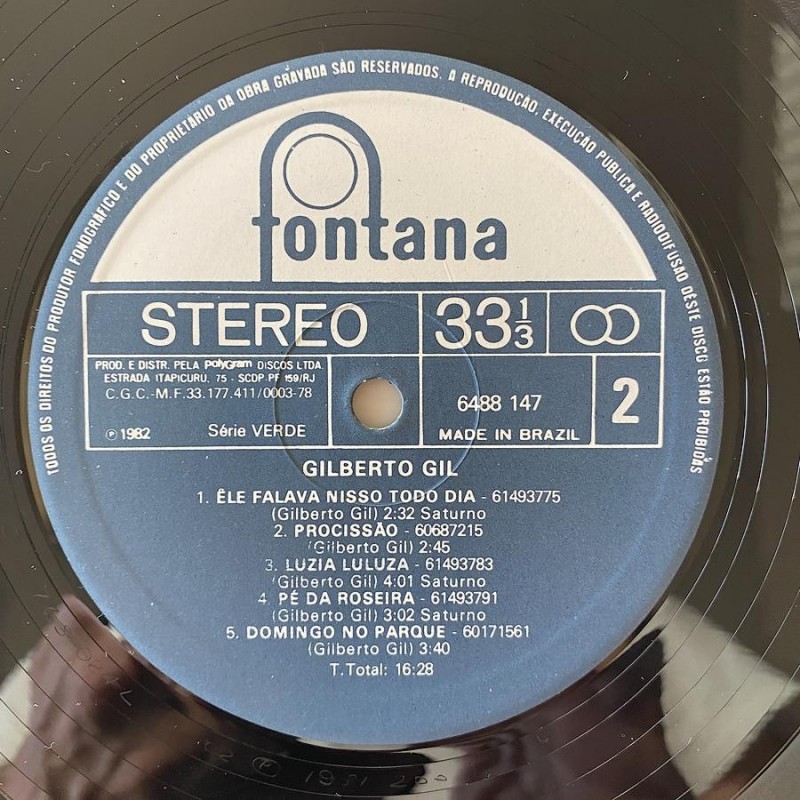 TODOS OS DIREITOS DO PRODUTOR FONOGRÁFICO E DO PROPRIETÁRIO DA OBRA GRAVADA SÃO RESERVADOS. A REPRODUÇÃO, EXECUÇÃO PÚBLICA E RADIODIFUSÃO DÊSTE DISCO ESTÃO PROIBIDAS
fontana
STEREO
33 1/3
PROD. E DISTR. PELA polyGram DISCOS LTDA.
ESTRADA ITAPICURU, 75 - SCDP PF 159/RJ
C.G.C.-M.F.33.177.411/0003-78
℗ 1982 Série VERDE
6488 147
MADE IN BRAZIL
2
GILBERTO GIL
1. ÊLE FALAVA NISSO TODO DIA - 61493775
(Gilberto Gil) 2:32 Saturno
2. PROCISSÃO - 60687215
(Gilberto Gil) 2:45
3. LUZIA LULUZA - 61493783
(Gilberto Gil) 4:01 Saturno
4. PÉ DA ROSEIRA - 61493791
(Gilberto Gil) 3:02 Saturno
5. DOMINGO NO PARQUE - 60171561
(Gilberto Gil) 3:40
T.Total: 16:28